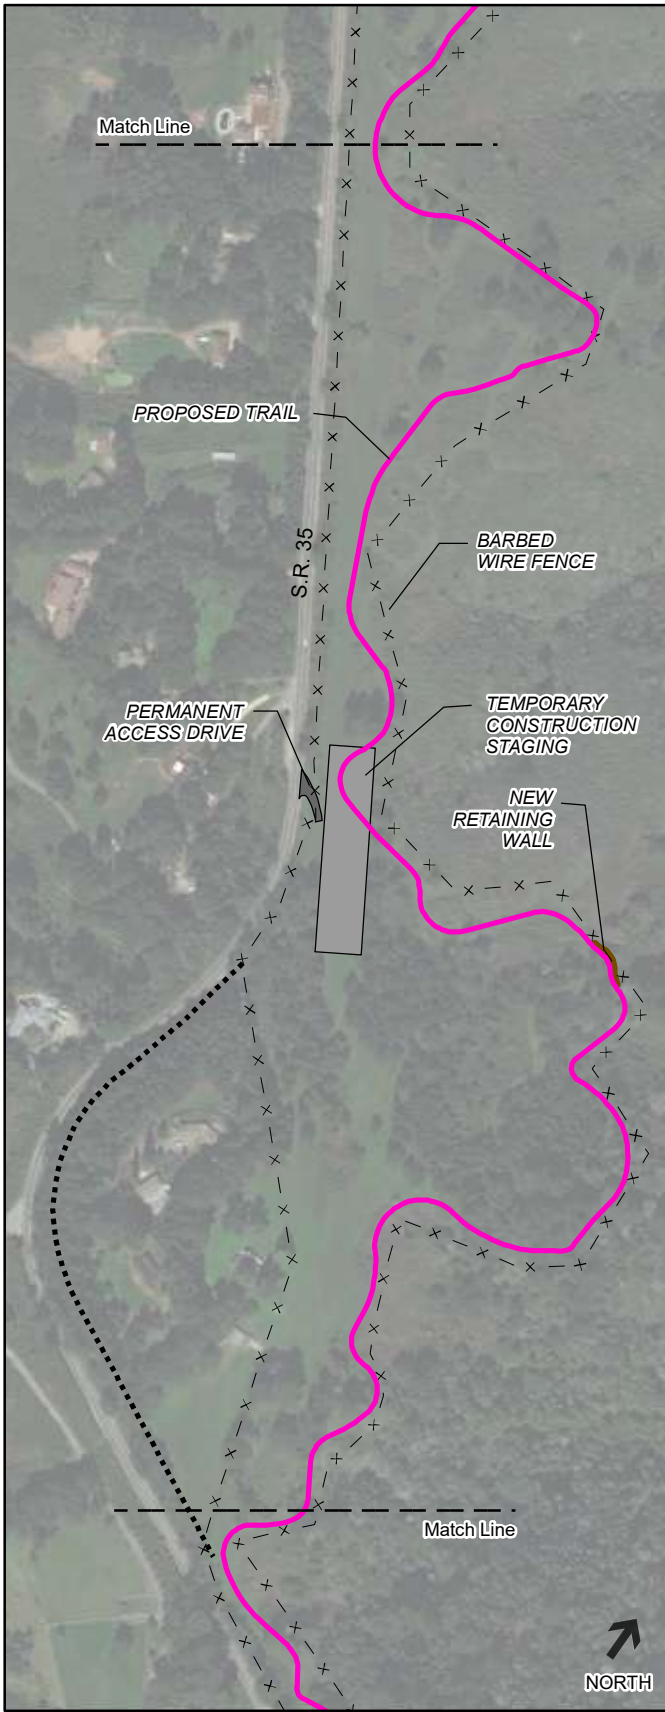 Match Line
PROPOSED TRAIL
S.R. 35
BARBED
WIRE FENCE
PERMANENT
ACCESS DRIVE
TEMPORARY
CONSTRUCTION
STAGING
NEW
RETAINING
WALL
Match Line
NORTH